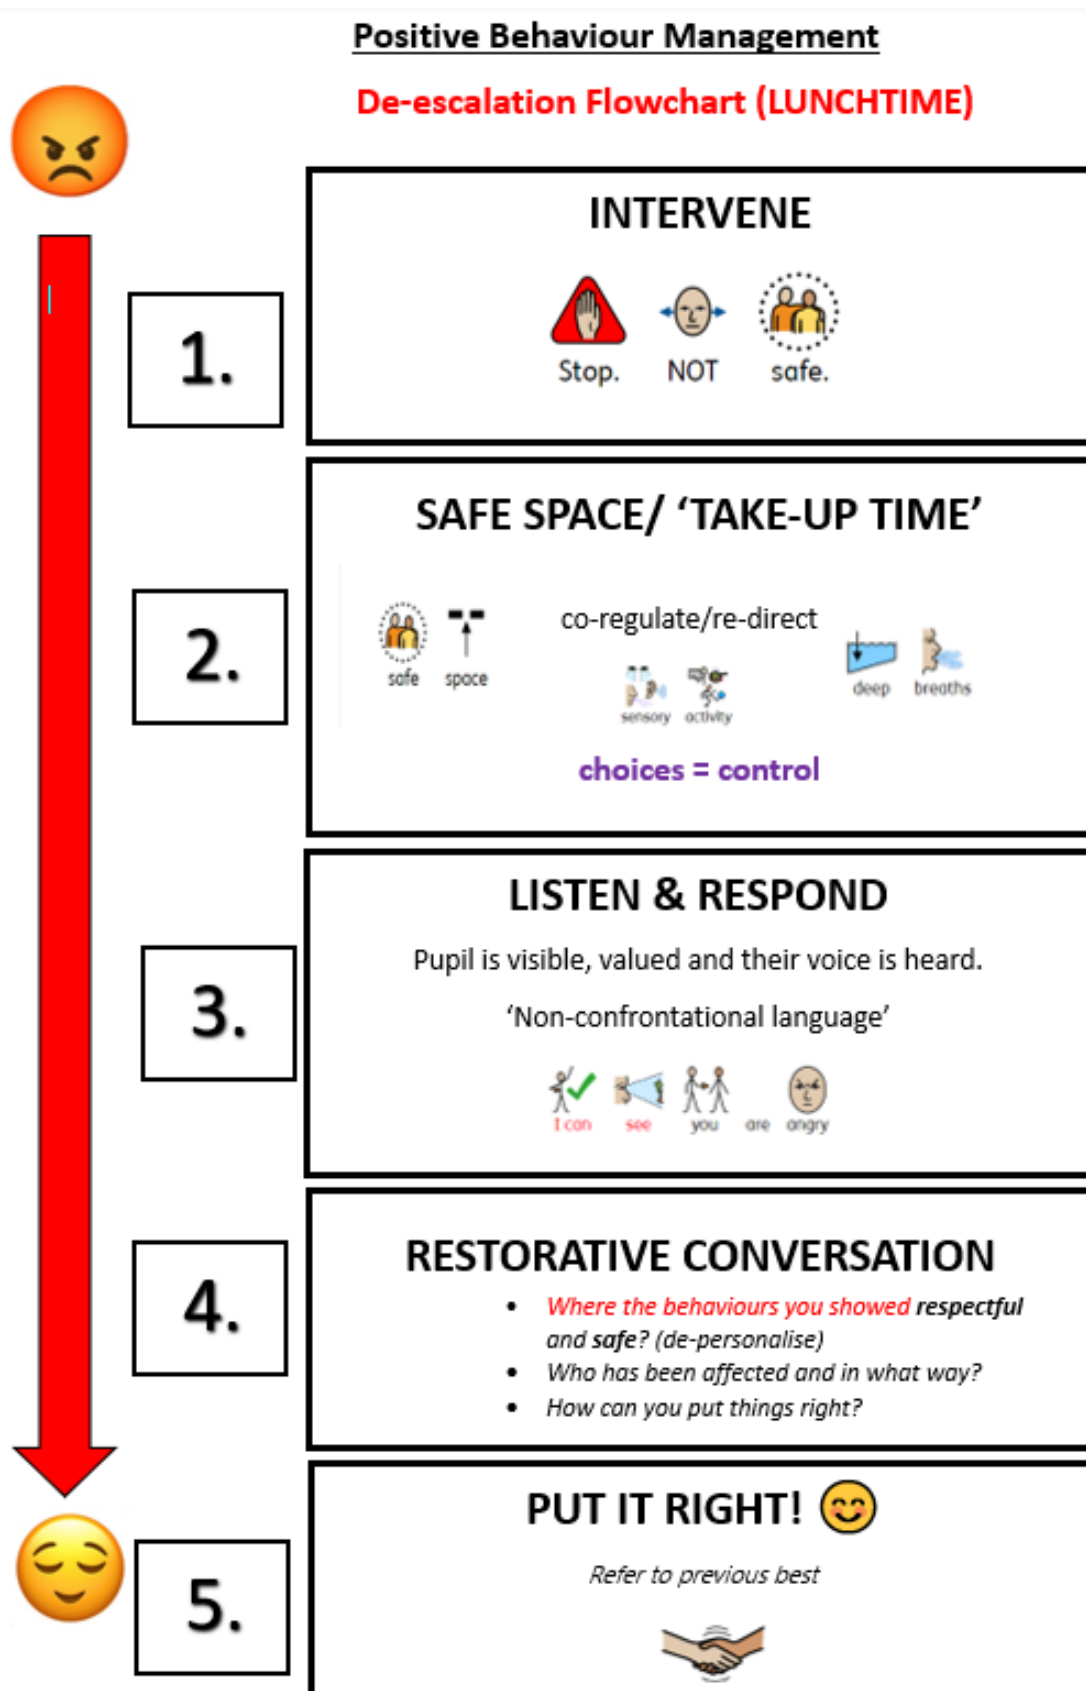 Positive Behaviour Management
De-escalation Flowchart (LUNCHTIME)
1.
INTERVENE
Stop. NOT safe.
2.
SAFE SPACE/ ‘TAKE-UP TIME’
co-regulate/re-direct
safe space
sensory activity
deep breaths
choices = control
3.
LISTEN & RESPOND
Pupil is visible, valued and their voice is heard.
‘Non-confrontational language’
I can see you are angry
4.
RESTORATIVE CONVERSATION
• Where the behaviours you showed respectful
and safe? (de-personalise)
• Who has been affected and in what way?
• How can you put things right?
5.
PUT IT RIGHT! 😊
Refer to previous best